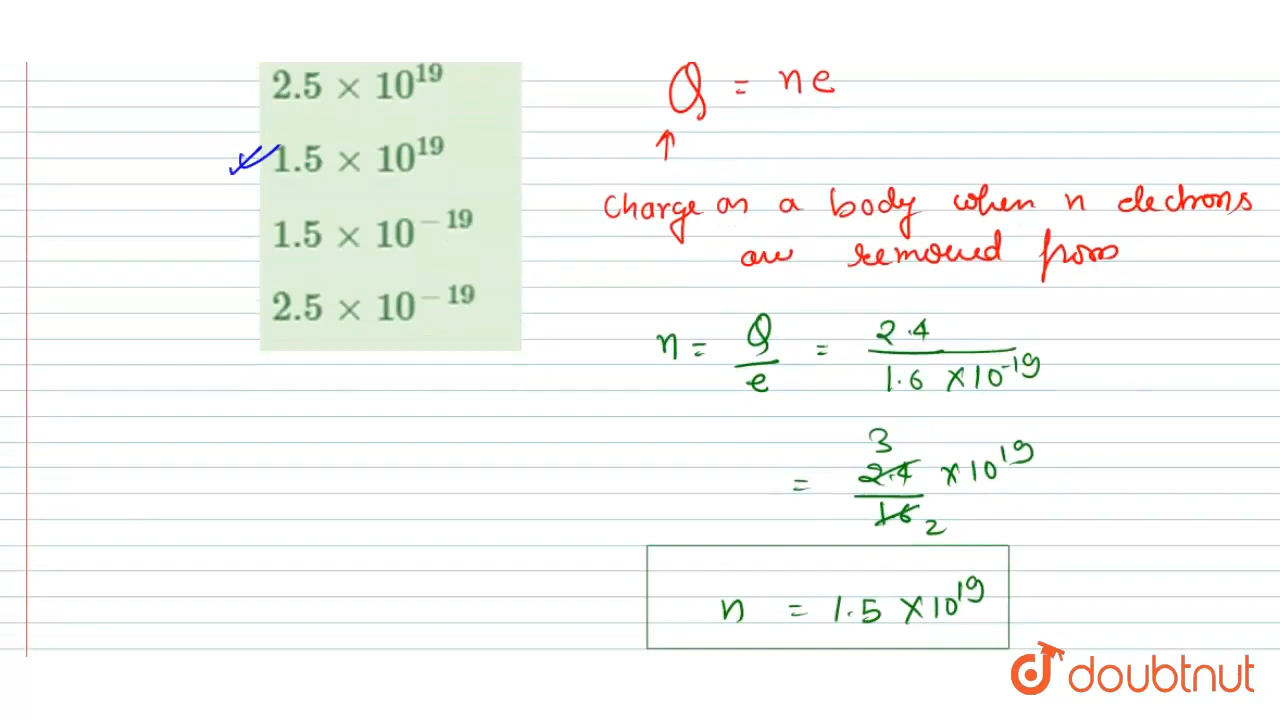 2.5 × 10^19
1.5 × 10^19
1.5 × 10^−19
2.5 × 10^−19
Q = ne
↑
Charge on a body when n electrons
are removed from
n = Q/e = 2.4/1.6 × 10^-19
= 3 2.4/16 2 × 10^19
n = 1.5 × 10^19
doubtnut